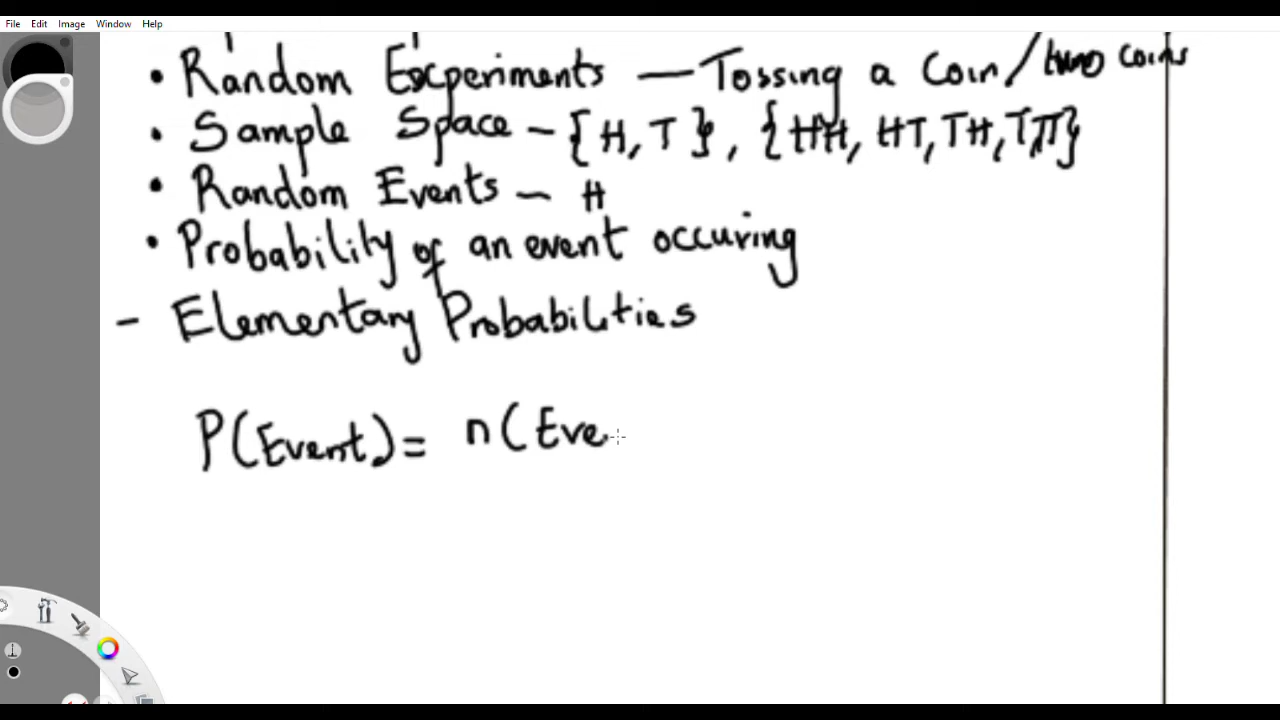 File Edit Image Window Help
• Random Experiments — Tossing a Coin/two coins
• Sample Space – {H, T}, {HH, HT, TH, TT}
• Random Events – H
• Probability of an event occuring
- Elementary Probabilities
P(Event) = n(Eve